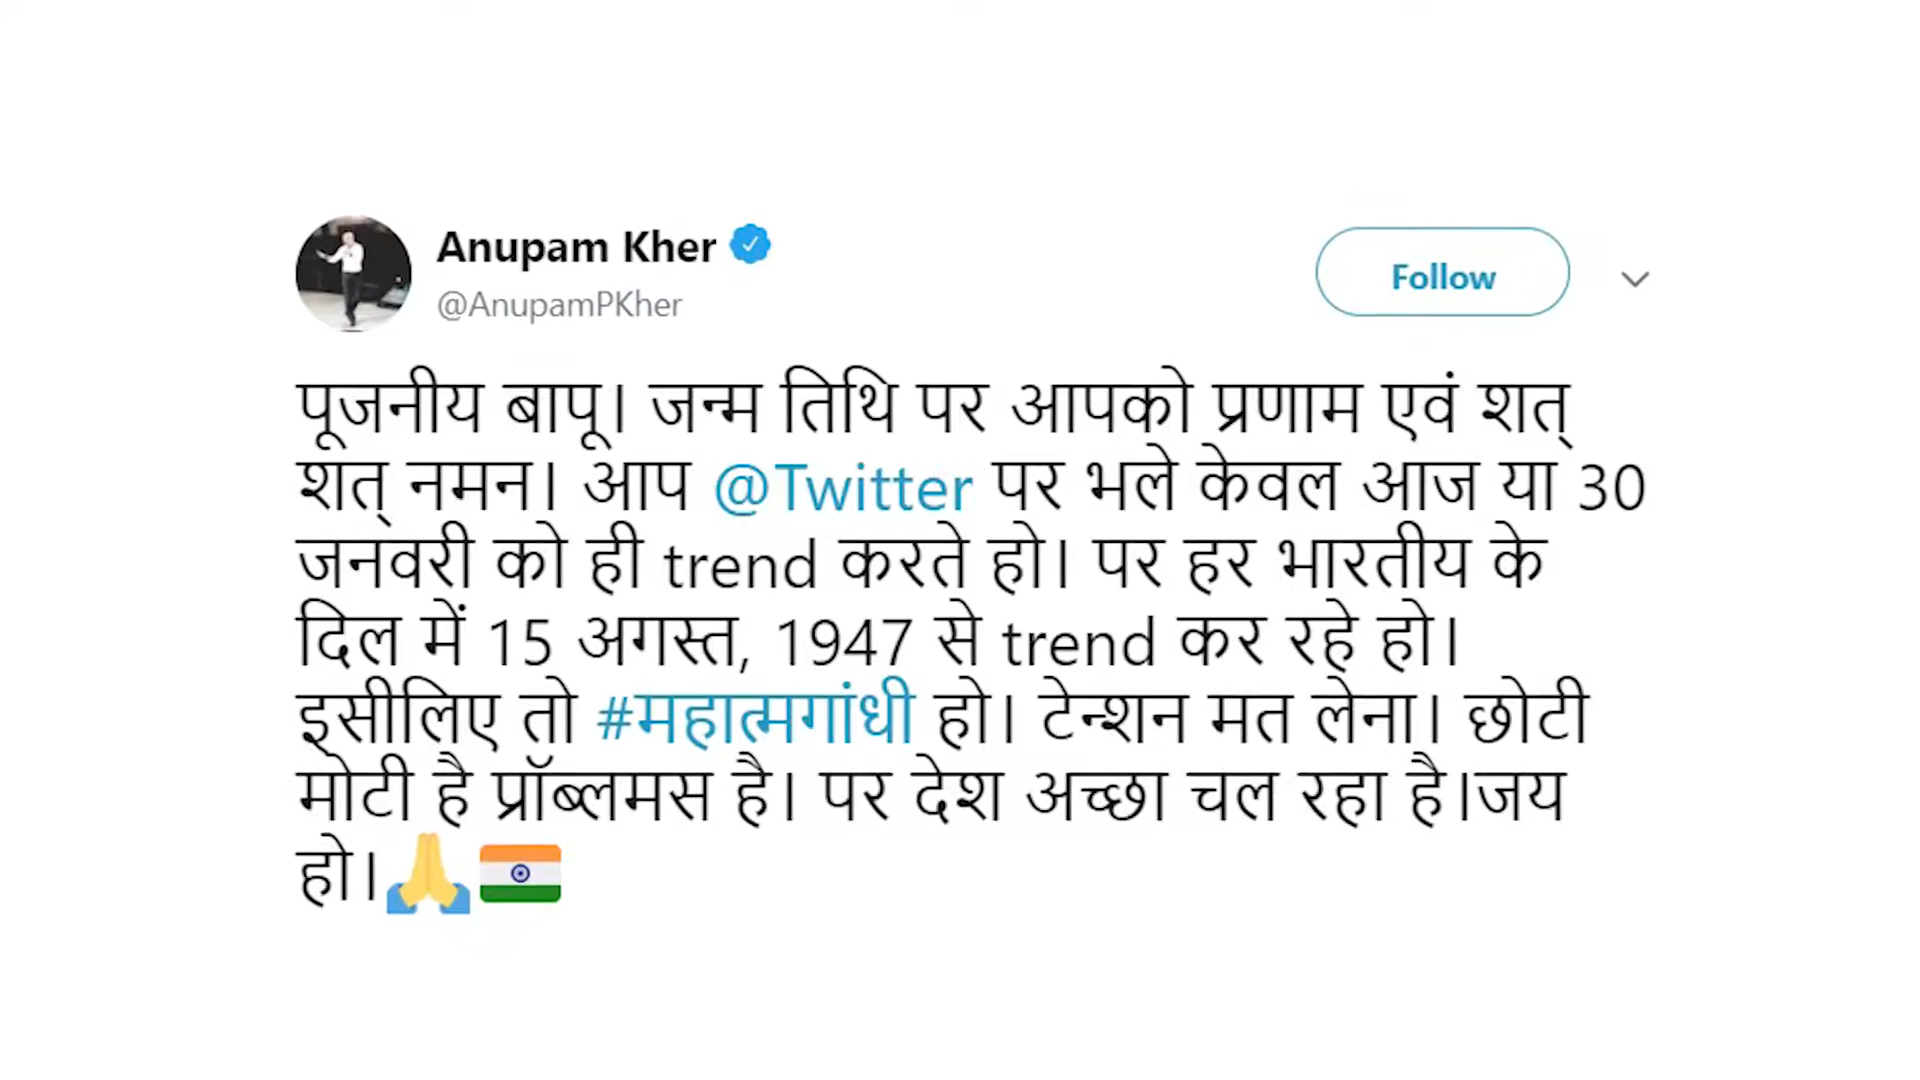 Anupam Kher
@AnupamPKher
Follow
पूजनीय बापू। जन्म तिथि पर आपको प्रणाम एवं शत्
शत् नमन। आप @Twitter पर भले केवल आज या 30
जनवरी को ही trend करते हो। पर हर भारतीय के
दिल में 15 अगस्त, 1947 से trend कर रहे हो।
इसीलिए तो #महात्मगांधी हो। टेन्शन मत लेना। छोटी
मोटी है प्रॉब्लमस है। पर देश अच्छा चल रहा है।जय
हो।🙏🇮🇳